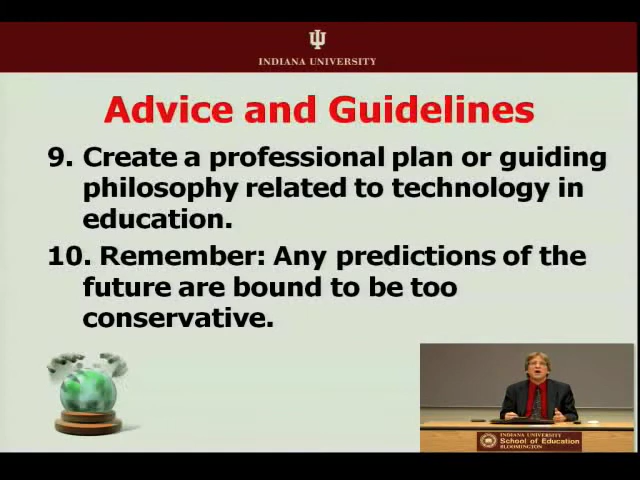 INDIANA UNIVERSITY
Advice and Guidelines
9. Create a professional plan or guiding
philosophy related to technology in
education.
10. Remember: Any predictions of the
future are bound to be too
conservative.
INDIANA UNIVERSITY
School of Education
BLOOMINGTON